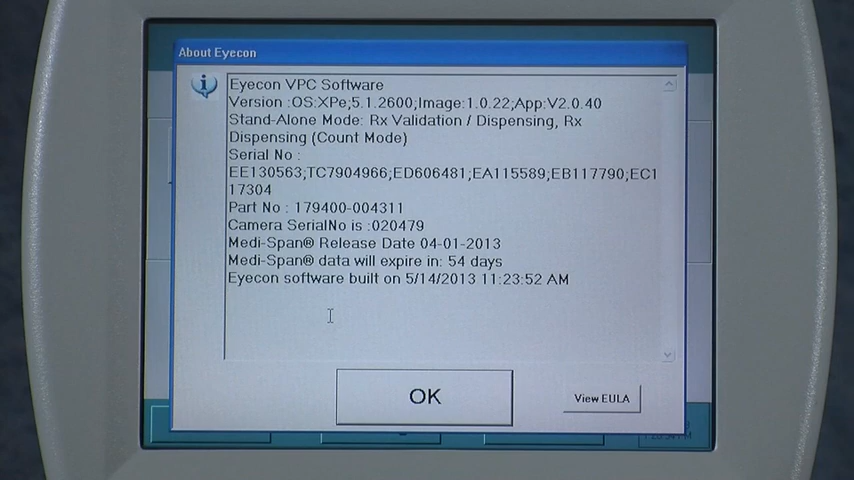 About Eyecon
Eyecon VPC Software
Version :OS:XPe;5.1.2600;Image:1.0.22;App:V2.0.40
Stand-Alone Mode: Rx Validation / Dispensing, Rx
Dispensing (Count Mode)
Serial No :
EE130563;TC7904966;ED606481;EA115589;EB117790;EC1
17304
Part No : 179400-004311
Camera SerialNo is :020479
Medi-Span® Release Date 04-01-2013
Medi-Span® data will expire in: 54 days
Eyecon software built on 5/14/2013 11:23:52 AM
OK
View EULA